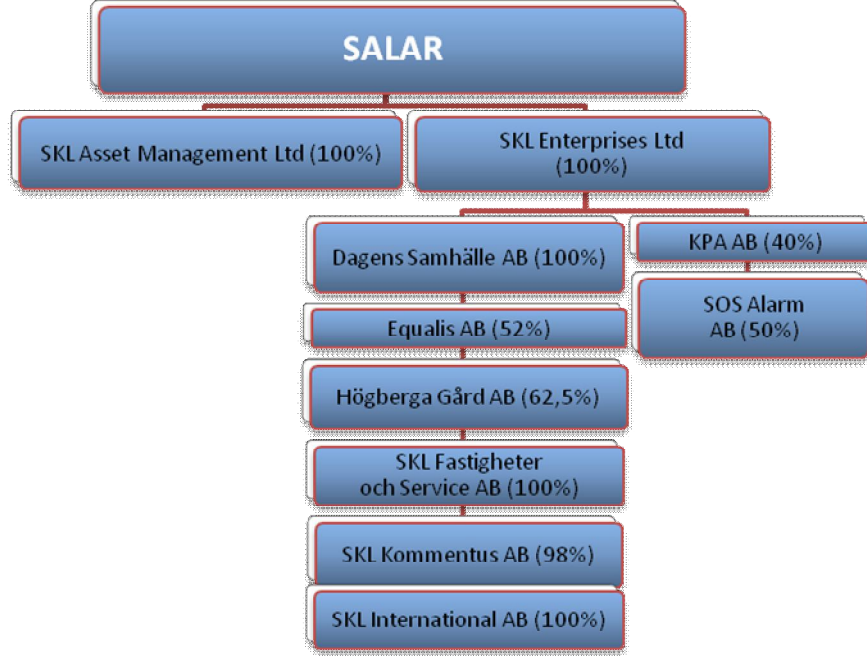 SALAR
SKL Asset Management Ltd (100%)
SKL Enterprises Ltd
(100%)
Dagens Samhälle AB (100%)
KPA AB (40%)
Equalis AB (52%)
SOS Alarm
AB (50%)
Högberga Gård AB (62,5%)
SKL Fastigheter
och Service AB (100%)
SKL Kommentus AB (98%)
SKL International AB (100%)